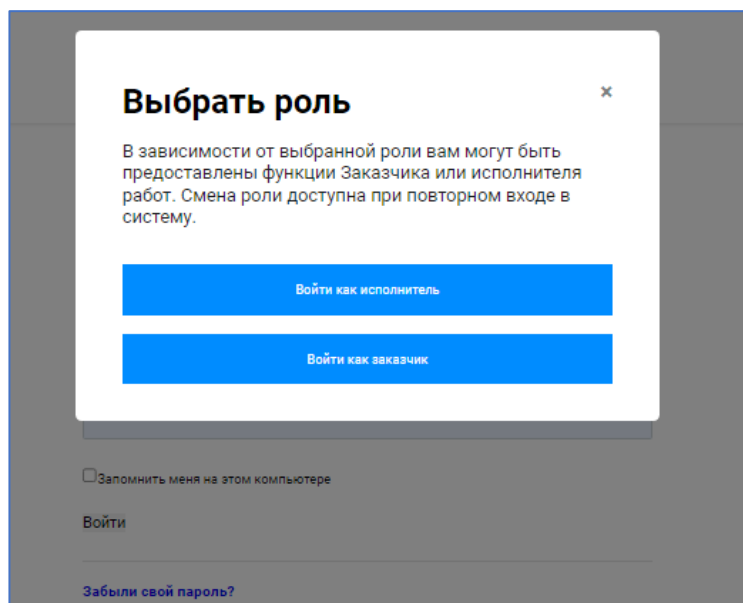 Выбрать роль
×
В зависимости от выбранной роли вам могут быть
предоставлены функции Заказчика или исполнителя
работ. Смена роли доступна при повторном входе в
систему.
Войти как исполнитель
Войти как заказчик
Запомнить меня на этом компьютере
Войти
Забыли свой пароль?